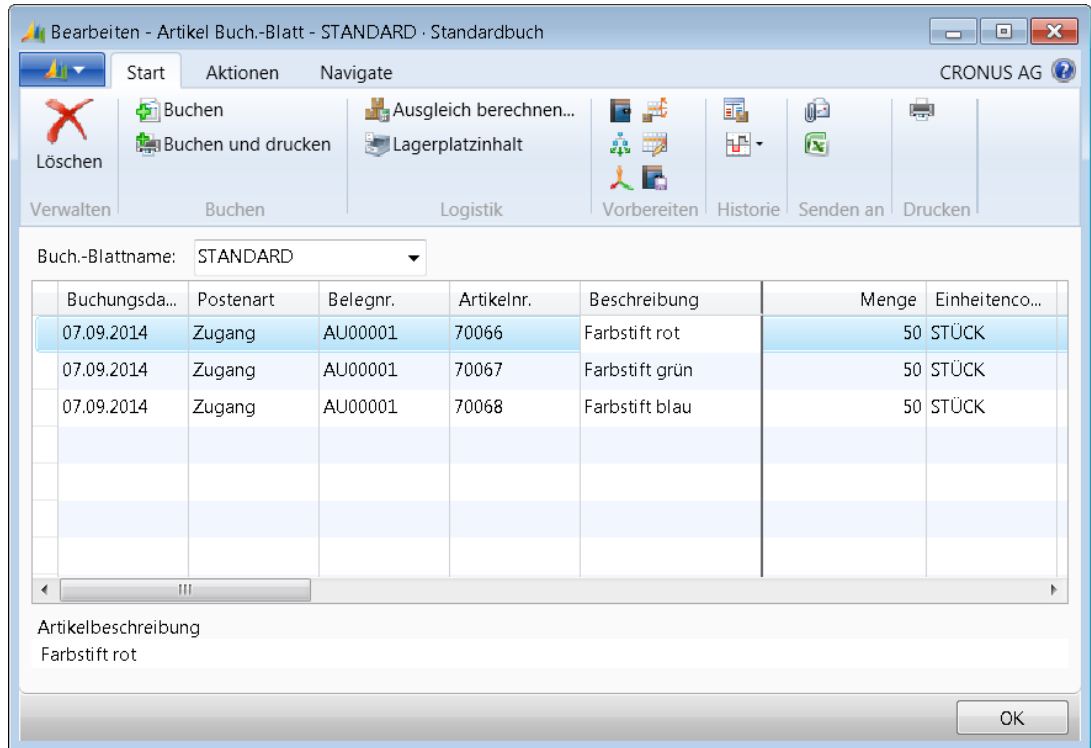 Bearbeiten - Artikel Buch.-Blatt - STANDARD · Standardbuch
Start Aktionen Navigate CRONUS AG
Löschen
Buchen
Buchen und drucken
Ausgleich berechnen...
Lagerplatzinhalt
Verwalten Buchen Logistik Vorbereiten Historie Senden an Drucken
Buch.-Blattname: STANDARD
Buchungsda... Postenart Belegnr. Artikelnr. Beschreibung Menge Einheitenco...
07.09.2014 Zugang AU00001 70066 Farbstift rot 50 STÜCK
07.09.2014 Zugang AU00001 70067 Farbstift grün 50 STÜCK
07.09.2014 Zugang AU00001 70068 Farbstift blau 50 STÜCK
Artikelbeschreibung
Farbstift rot
OK